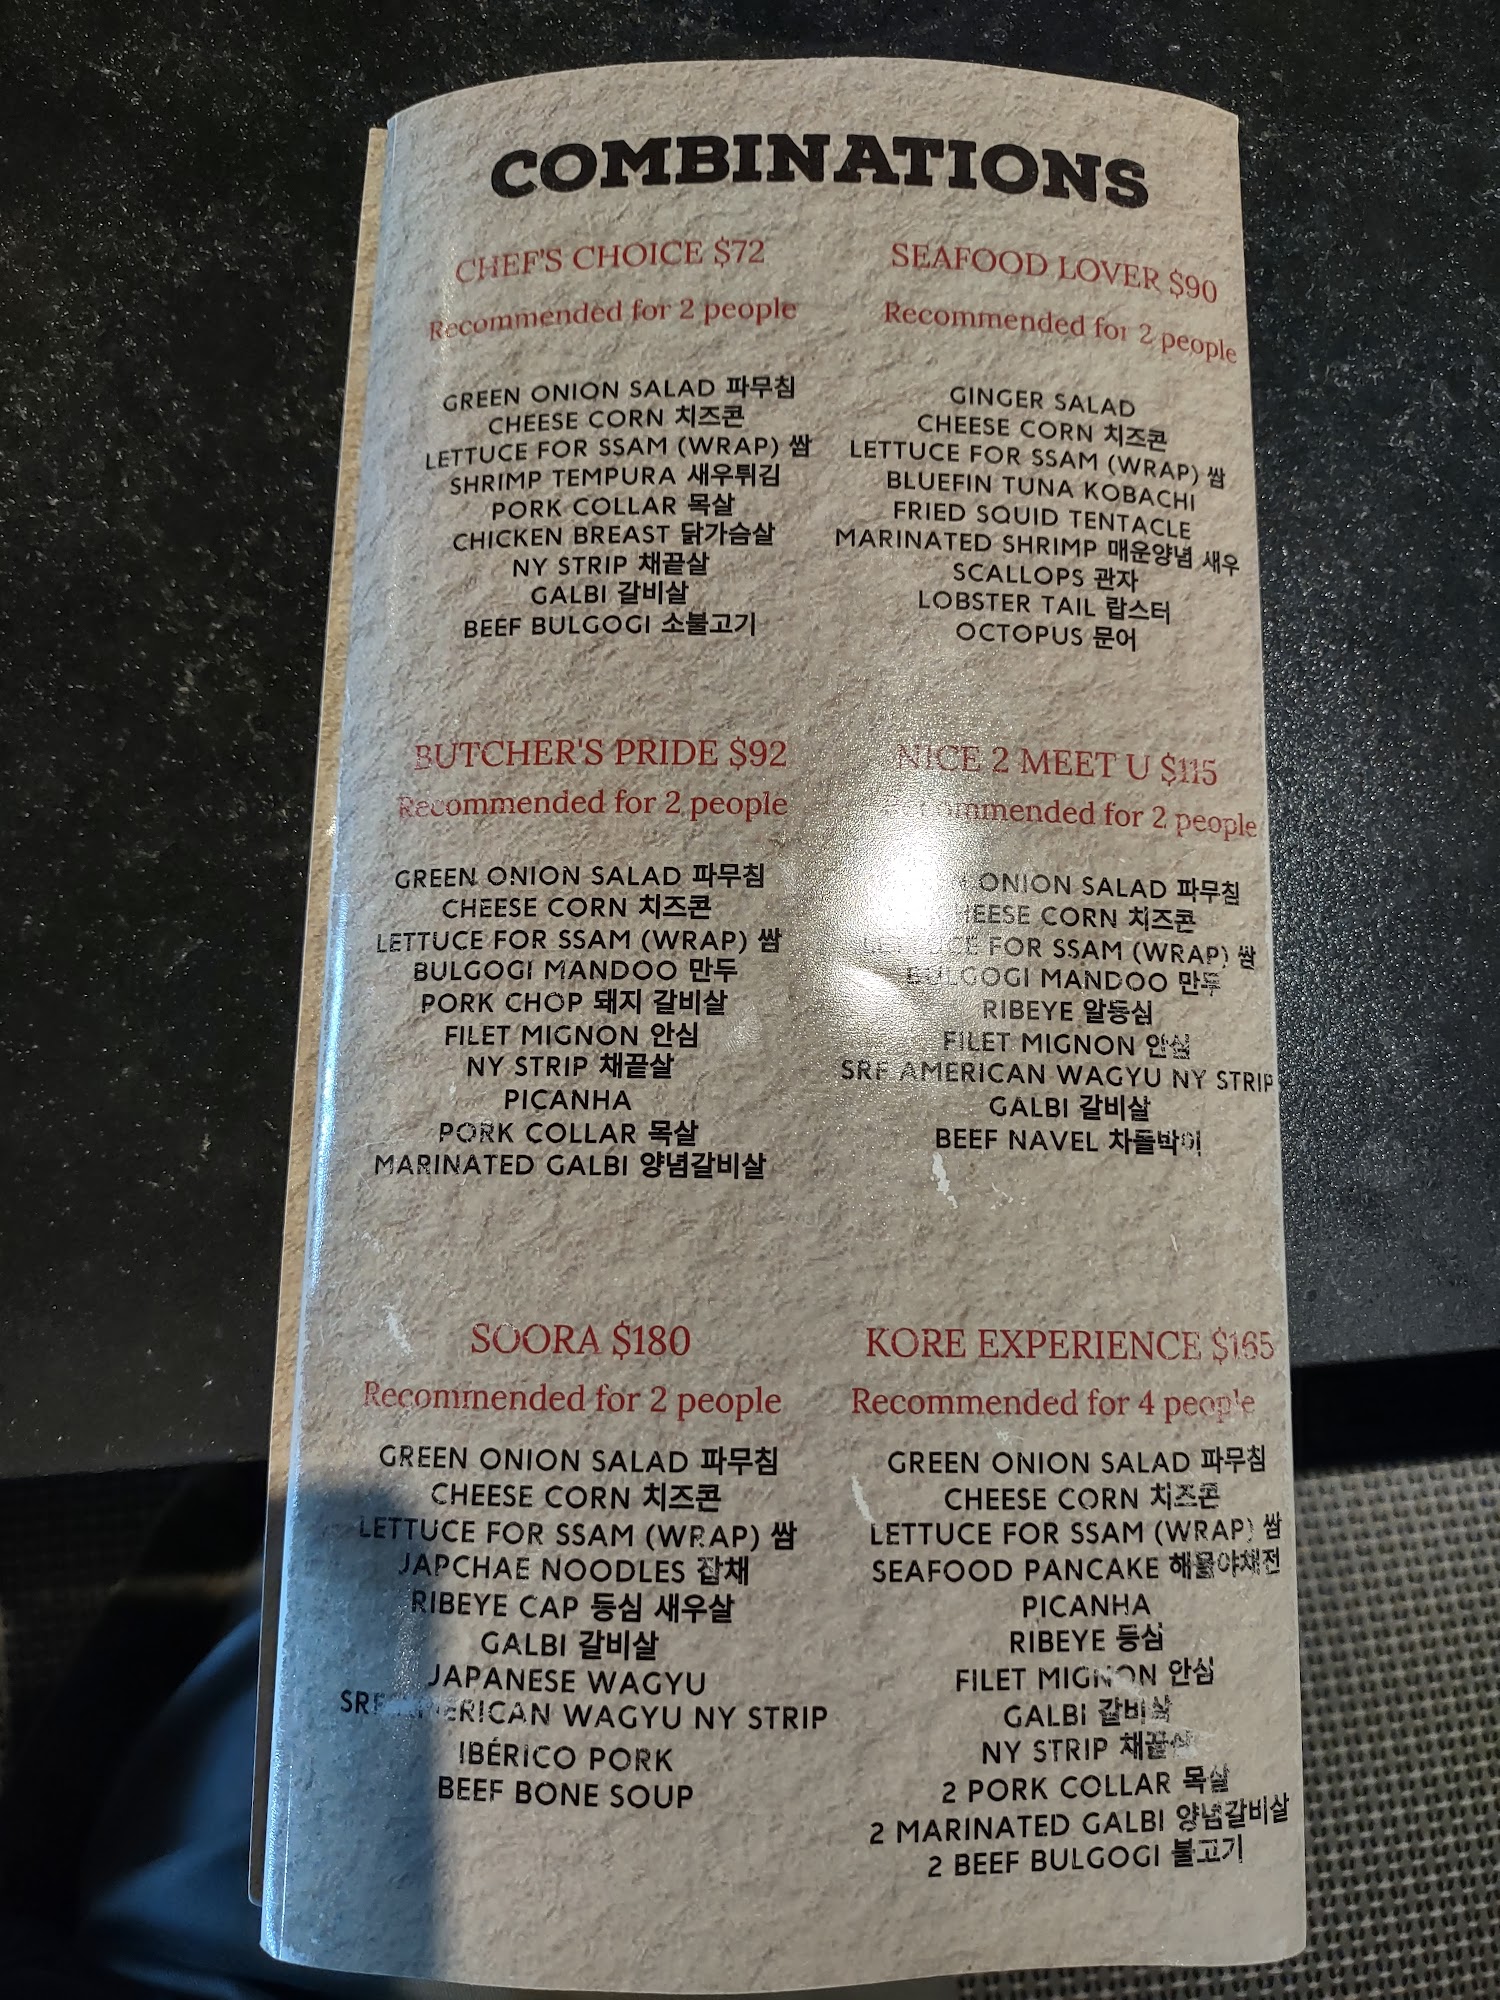 COMBINATIONS
CHEF'S CHOICE $72
Recommended for 2 people
GREEN ONION SALAD 파무침
CHEESE CORN 치즈콘
LETTUCE FOR SSAM (WRAP) 쌈
SHRIMP TEMPURA 새우튀김
PORK COLLAR 목살
CHICKEN BREAST 닭가슴살
NY STRIP 채끝살
GALBI 갈비살
BEEF BULGOGI 소불고기
SEAFOOD LOVER $90
Recommended for 2 people
GINGER SALAD
CHEESE CORN 치즈콘
LETTUCE FOR SSAM (WRAP) 쌈
BLUEFIN TUNA KOBACHI
FRIED SQUID TENTACLE
MARINATED SHRIMP 매운양념 새우
SCALLOPS 관자
LOBSTER TAIL 랍스터
OCTOPUS 문어
BUTCHER'S PRIDE $92
Recommended for 2 people
GREEN ONION SALAD 파무침
CHEESE CORN 치즈콘
LETTUCE FOR SSAM (WRAP) 쌈
BULGOGI MANDOO 만두
PORK CHOP 돼지 갈비살
FILET MIGNON 안심
NY STRIP 채끝살
PICANHA
PORK COLLAR 목살
MARINATED GALBI 양념갈비살
NICE 2 MEET U $115
Recommended for 2 people
ONION SALAD 파무침
CHEESE CORN 치즈콘
LETTUCE FOR SSAM (WRAP) 쌈
BULGOGI MANDOO 만두
RIBEYE 알등심
FILET MIGNON 안심
SRF AMERICAN WAGYU NY STRIP
GALBI 갈비살
BEEF NAVEL 차돌박이
SOORA $180
Recommended for 2 people
GREEN ONION SALAD 파무침
CHEESE CORN 치즈콘
LETTUCE FOR SSAM (WRAP) 쌈
JAPCHAE NOODLES 잡채
RIBEYE CAP 등심 새우살
GALBI 갈비살
JAPANESE WAGYU
SRF AMERICAN WAGYU NY STRIP
IBÉRICO PORK
BEEF BONE SOUP
KORE EXPERIENCE $165
Recommended for 4 people
GREEN ONION SALAD 파무침
CHEESE CORN 치즈콘
LETTUCE FOR SSAM (WRAP) 쌈
SEAFOOD PANCAKE 해물야채전
PICANHA
RIBEYE 등심
FILET MIGNON 안심
GALBI 갈비살
NY STRIP 채끝살
2 PORK COLLAR 목살
2 MARINATED GALBI 양념갈비살
2 BEEF BULGOGI 불고기